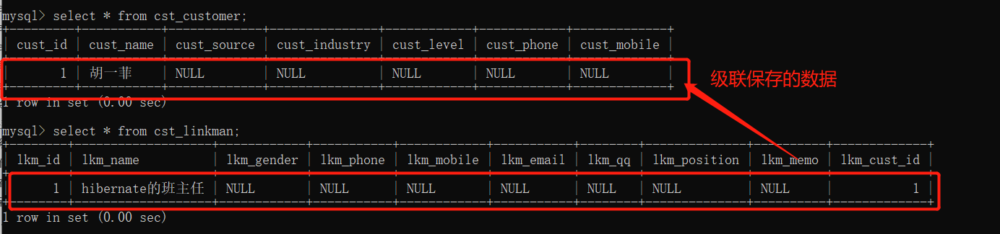 mysql> select * from cst_customer;
| cust_id | cust_name | cust_source | cust_industry | cust_level | cust_phone | cust_mobile |
| 1 | 胡一菲 | NULL | NULL | NULL | NULL | NULL |
级联保存的数据
1 row in set (0.00 sec)
mysql> select * from cst_linkman;
| lkm_id | lkm_name | lkm_gender | lkm_phone | lkm_mobile | lkm_email | lkm_qq | lkm_position | lkm_memo | lkm_cust_id |
| 1 | hibernate的班主任 | NULL | NULL | NULL | NULL | NULL | NULL | NULL | 1 |
1 row in set (0.00 sec)